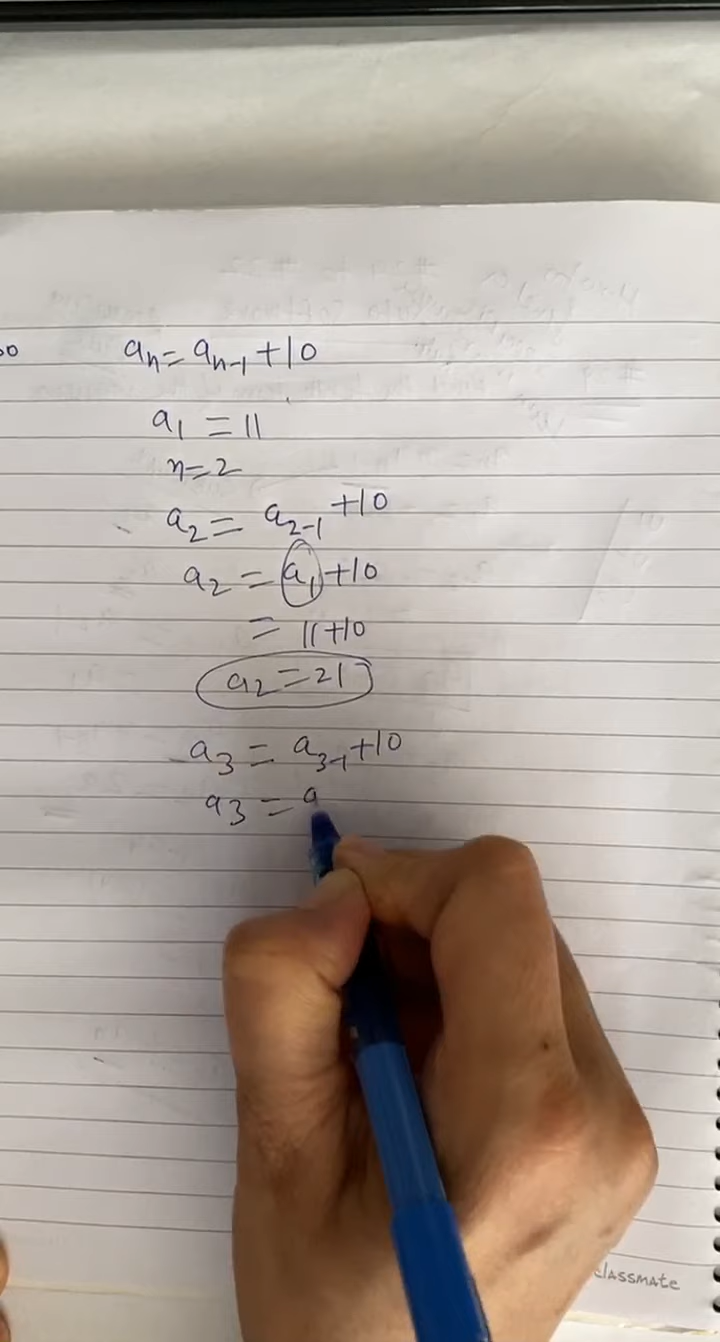 aₙ = aₙ₋₁ + 10
a₁ = 11
n = 2
a₂ = a₂₋₁ + 10
a₂ = a₁ + 10
= 11 + 10
a₂ = 21
a₃ = a₃₋₁ + 10
a₃ = a
classmate